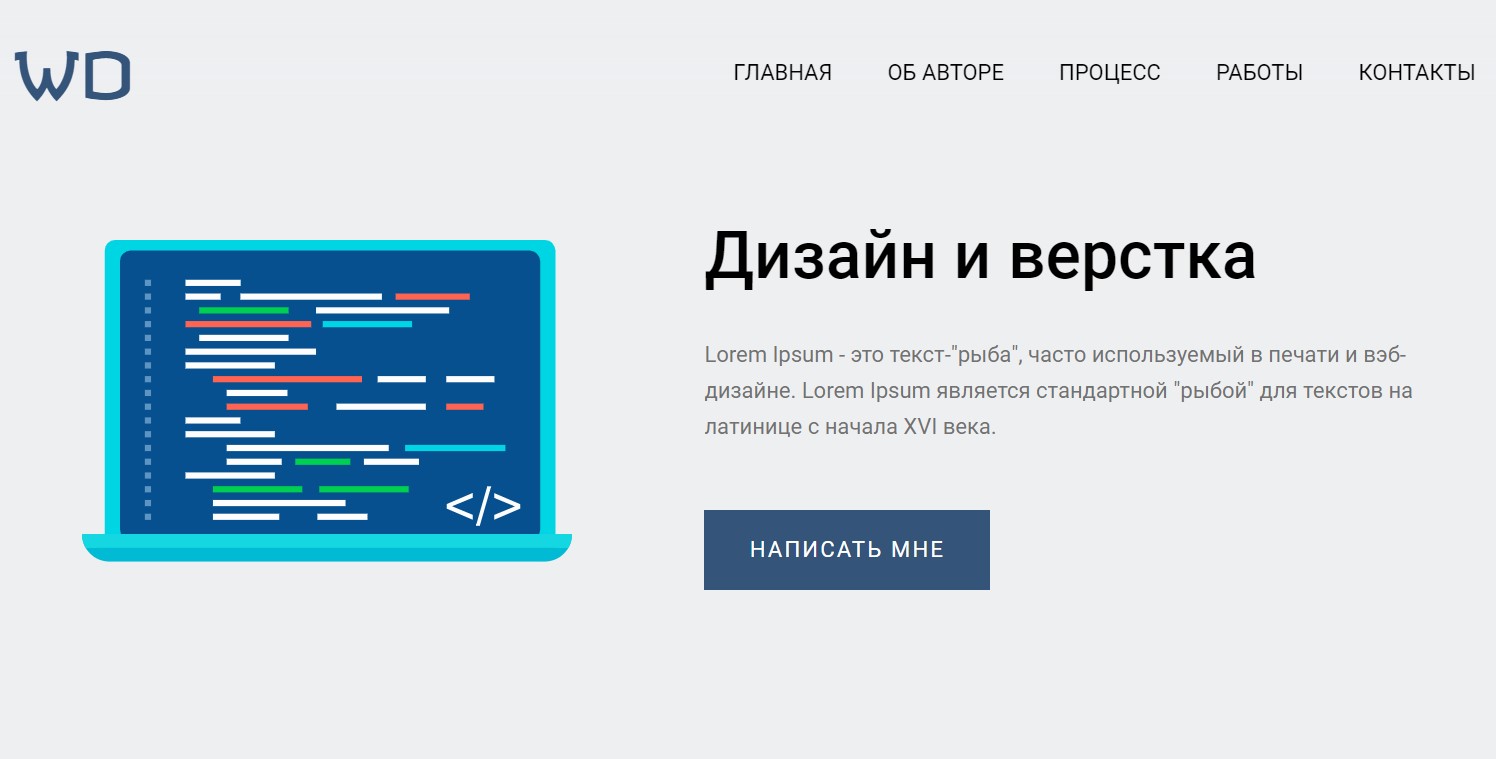 WD
ГЛАВНАЯ ОБ АВТОРЕ ПРОЦЕСС РАБОТЫ КОНТАКТЫ
Дизайн и верстка
Lorem Ipsum - это текст-"рыба", часто используемый в печати и вэб-
дизайне. Lorem Ipsum является стандартной "рыбой" для текстов на
латинице с начала XVI века.
</>
НАПИСАТЬ МНЕ